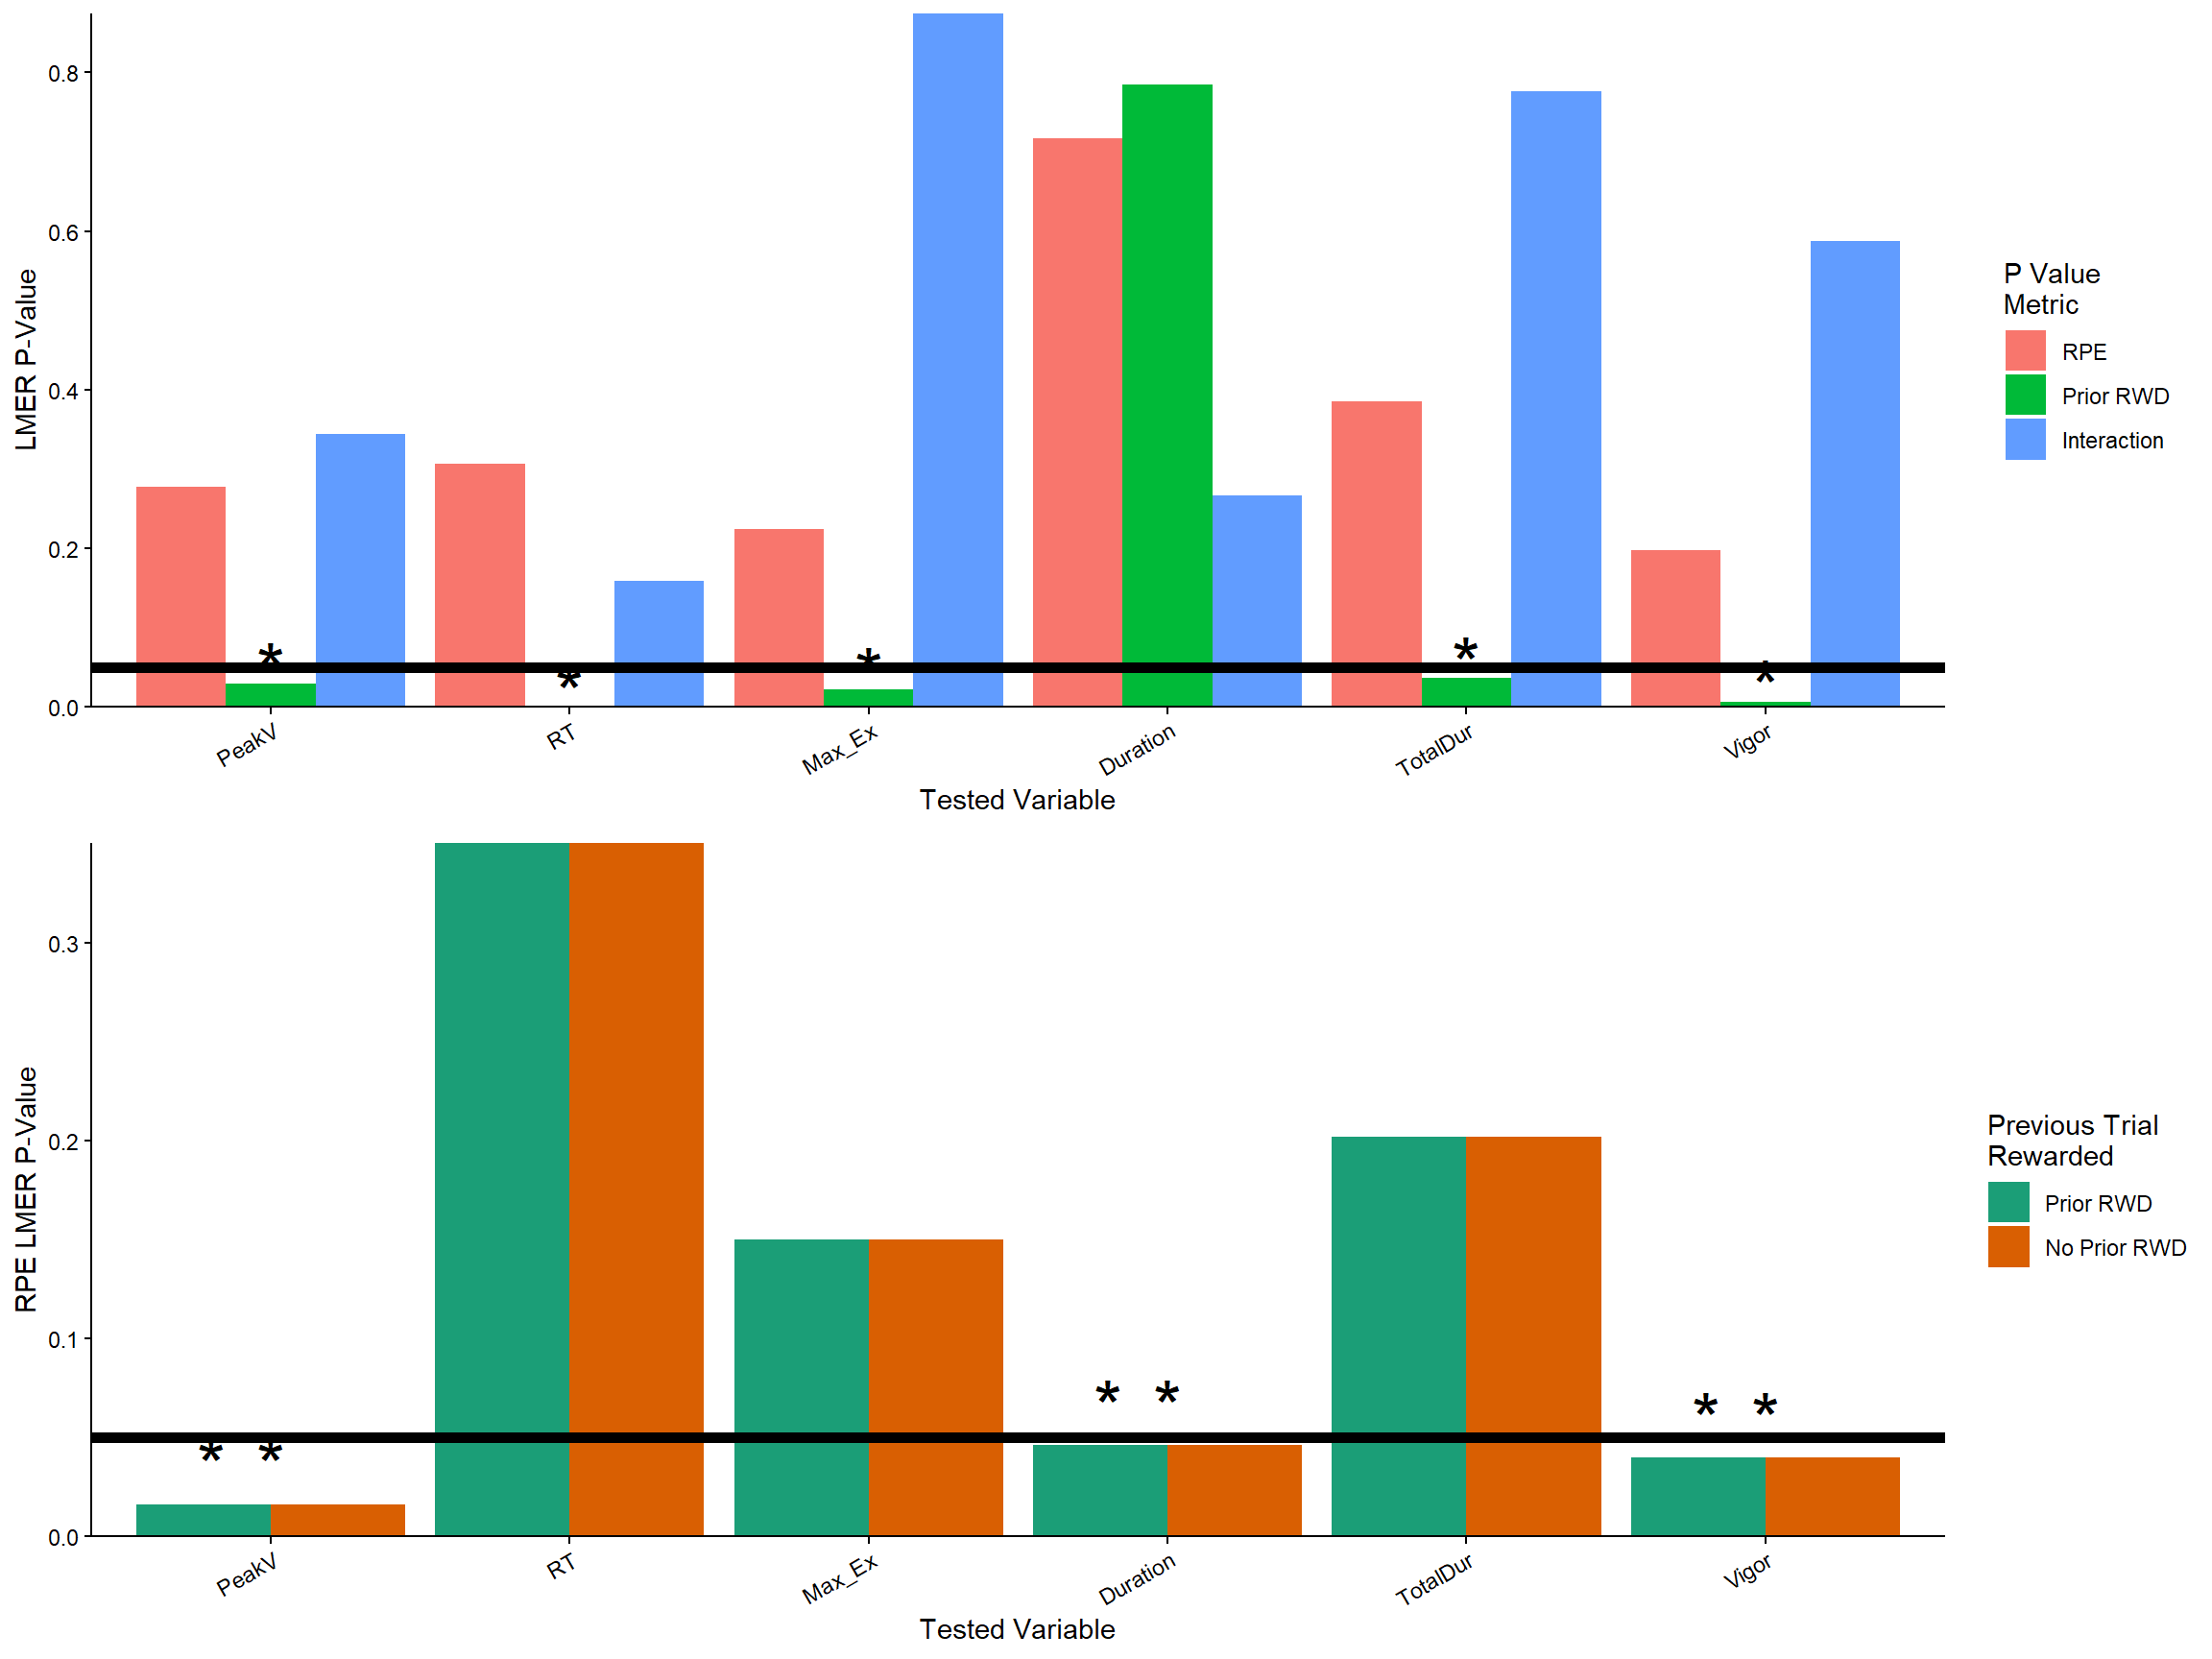 0.8
0.6
0.4
0.2
0.0
LMER P-Value
*
*
*
*
*
PeakV
RT
Max_Ex
Duration
TotalDur
Vigor
Tested Variable
P Value
Metric
RPE
Prior RWD
Interaction
0.3
0.2
0.1
0.0
RPE LMER P-Value
* *
* *
* *
PeakV
RT
Max_Ex
Duration
TotalDur
Vigor
Tested Variable
Previous Trial
Rewarded
Prior RWD
No Prior RWD